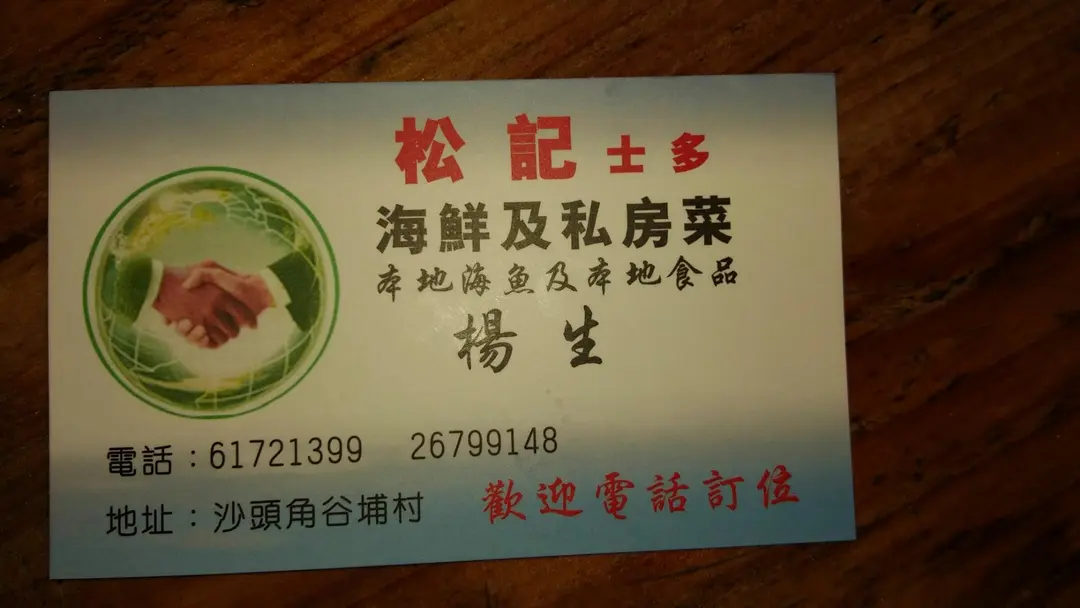 松記士多
海鮮及私房菜
本地海魚及本地食品
楊生
電話：61721399 26799148
地址：沙頭角谷埔村
歡迎電話訂位